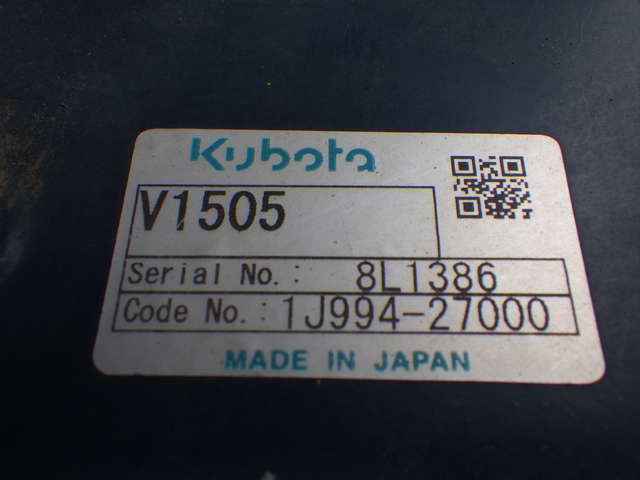 Kubota
V1505
Serial No.: 8L1386
Code No.: 1J994-27000
MADE IN JAPAN